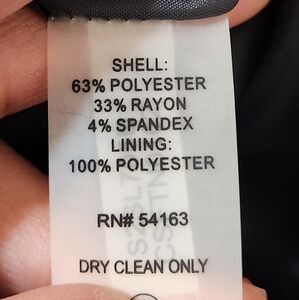 SHELL:
63% POLYESTER
33% RAYON
4% SPANDEX
LINING:
100% POLYESTER
RN# 54163
DRY CLEAN ONLY